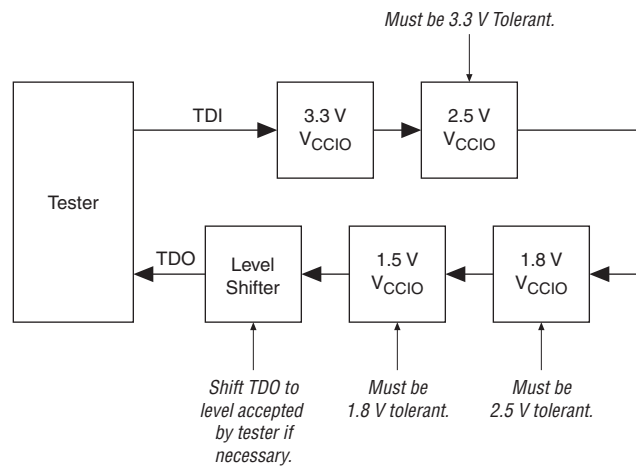 Must be 3.3 V Tolerant.
TDI
3.3 V
VCCIO
2.5 V
VCCIO
Tester
TDO
Level
Shifter
1.5 V
VCCIO
1.8 V
VCCIO
Shift TDO to
level accepted
by tester if
necessary.
Must be
1.8 V tolerant.
Must be
2.5 V tolerant.